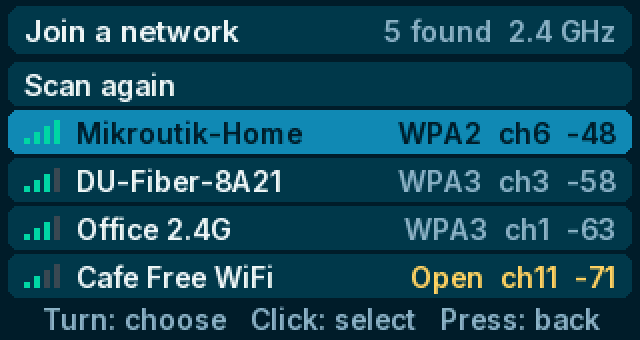 Join a network 5 found 2.4 GHz
Scan again
Mikroutik-Home WPA2 ch6 -48
DU-Fiber-8A21 WPA3 ch3 -58
Office 2.4G WPA3 ch1 -63
Cafe Free WiFi Open ch11 -71
Turn: choose Click: select Press: back